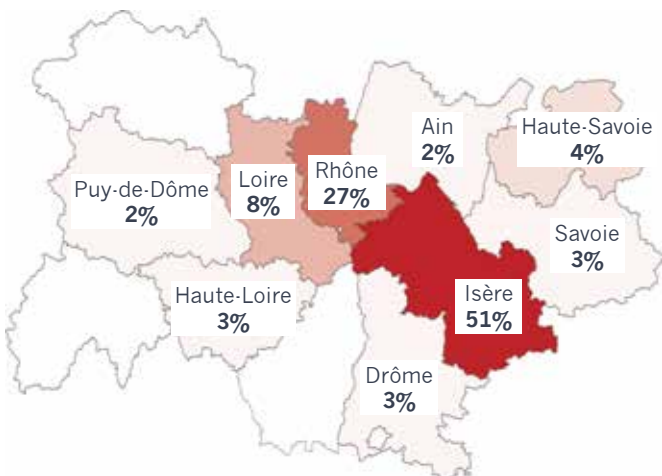 Ain
2%
Haute-Savoie
4%
Puy-de-Dôme
2%
Loire
8%
Rhône
27%
Savoie
3%
Haute-Loire
3%
Isère
51%
Drôme
3%